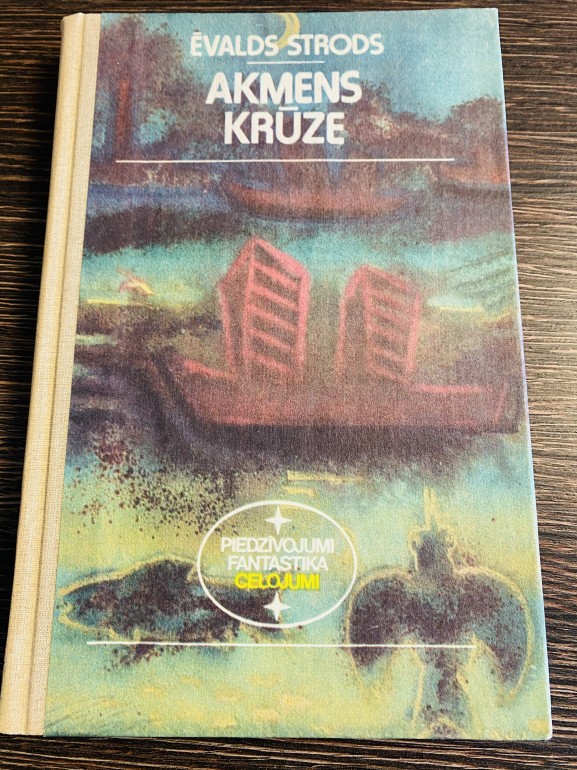 ĒVALDS STRODS
AKMENS
KRŪZE
PIEDZĪVOJUMI
FANTASTIKA
CEĻOJUMI